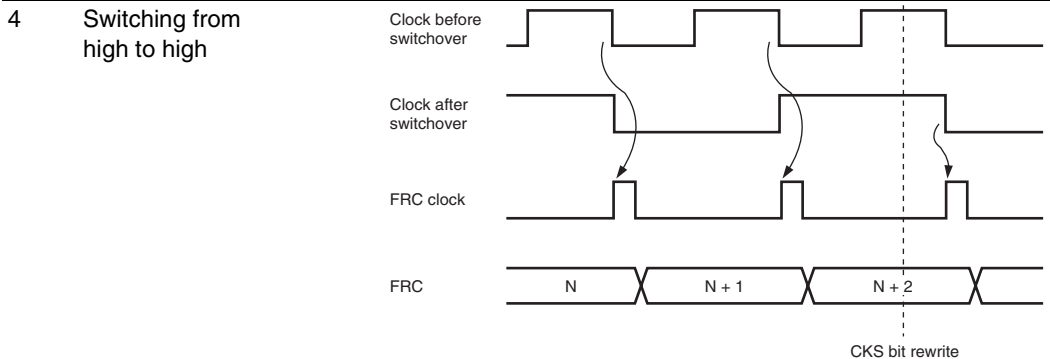 4 Switching from
high to high
Clock before
switchover
Clock after
switchover
FRC clock
FRC N N + 1 N + 2
CKS bit rewrite